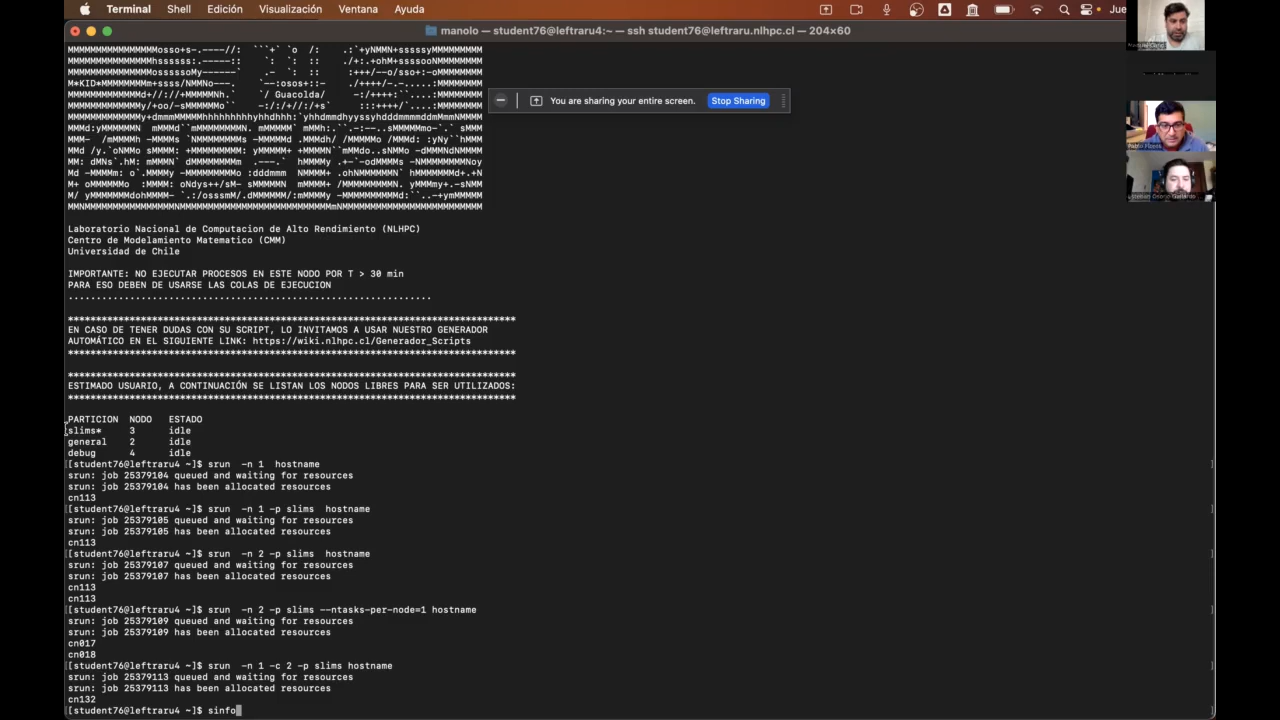 Terminal Shell Edición Visualización Ventana Ayuda
Jue
manolo — student76@leftraru4:~ — ssh student76@leftraru.nlhpc.cl — 204×60
You are sharing your entire screen. Stop Sharing
/ Guacolda/
Laboratorio Nacional de Computacion de Alto Rendimiento (NLHPC)
Centro de Modelamiento Matematico (CMM)
Universidad de Chile
IMPORTANTE: NO EJECUTAR PROCESOS EN ESTE NODO POR T > 30 min
PARA ESO DEBEN DE USARSE LAS COLAS DE EJECUCION
.................................................................
********************************************************************************
EN CASO DE TENER DUDAS CON SU SCRIPT, LO INVITAMOS A USAR NUESTRO GENERADOR
AUTOMÁTICO EN EL SIGUIENTE LINK: https://wiki.nlhpc.cl/Generador_Scripts
********************************************************************************
********************************************************************************
ESTIMADO USUARIO, A CONTINUACIÓN SE LISTAN LOS NODOS LIBRES PARA SER UTILIZADOS:
********************************************************************************
PARTICION NODO ESTADO
slims* 3 idle
general 2 idle
debug 4 idle
[student76@leftraru4 ~]$ srun -n 1 hostname
srun: job 25379104 queued and waiting for resources
srun: job 25379104 has been allocated resources
cn113
[student76@leftraru4 ~]$ srun -n 1 -p slims hostname
srun: job 25379105 queued and waiting for resources
srun: job 25379105 has been allocated resources
cn113
[student76@leftraru4 ~]$ srun -n 2 -p slims hostname
srun: job 25379107 queued and waiting for resources
srun: job 25379107 has been allocated resources
cn113
cn113
[student76@leftraru4 ~]$ srun -n 2 -p slims --ntasks-per-node=1 hostname
srun: job 25379109 queued and waiting for resources
srun: job 25379109 has been allocated resources
cn017
cn018
[student76@leftraru4 ~]$ srun -n 1 -c 2 -p slims hostname
srun: job 25379113 queued and waiting for resources
srun: job 25379113 has been allocated resources
cn132
[student76@leftraru4 ~]$ sinfo